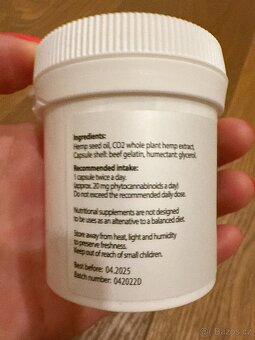 Ingredients:
Hemp seed oil, CO2 whole plant hemp extract,
Capsule shell: beef gelatin, humectant: glycerol.
Recommended intake:
1 capsule twice a day.
(approx. 20 mg phytocannabinoids a day)
Do not exceed the recommended daily dose.
Nutritional supplements are not designed
to be uses as an alternative to a balanced diet.
Store away from heat, light and humidity
to preserve freshness.
Keep out of reach of small children.
Best before: 04.2025
Batch number: 042022D
Bazos.cz